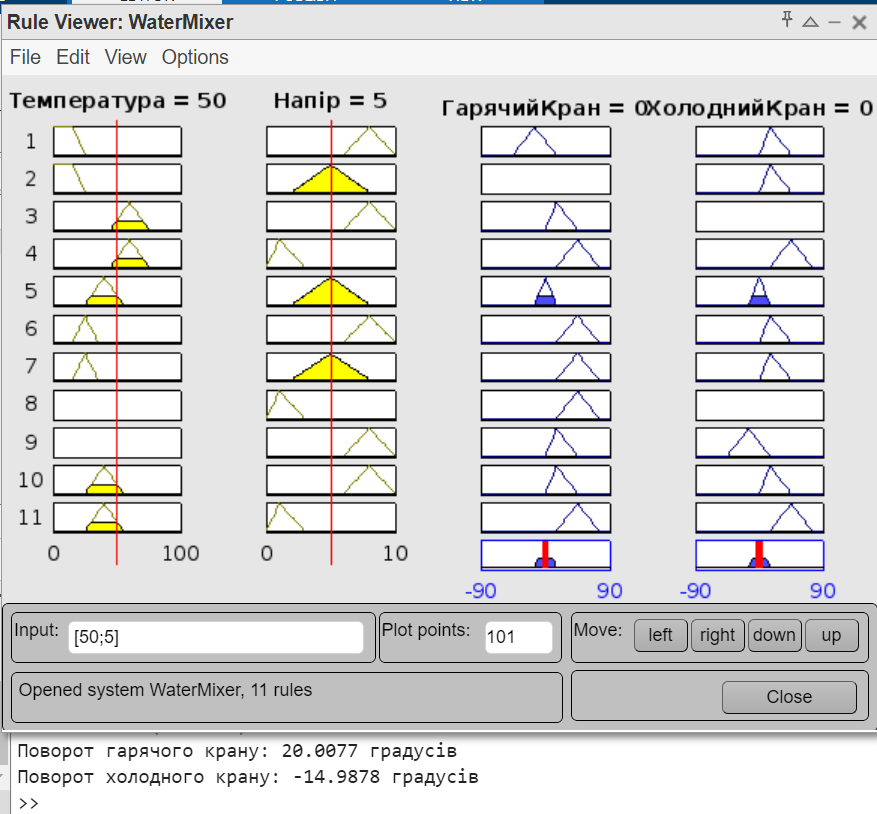 Rule Viewer: WaterMixer
File Edit View Options
Температура = 50 Напір = 5 ГарячийКран = 0 ХолоднийКран = 0
1
2
3
4
5
6
7
8
9
10
11
0 100 0 10
-90 90 -90 90
Input: [50;5] Plot points: 101 Move: left right down up
Opened system WaterMixer, 11 rules Close
Поворот гарячого крану: 20.0077 градусів
Поворот холодного крану: -14.9878 градусів
>>